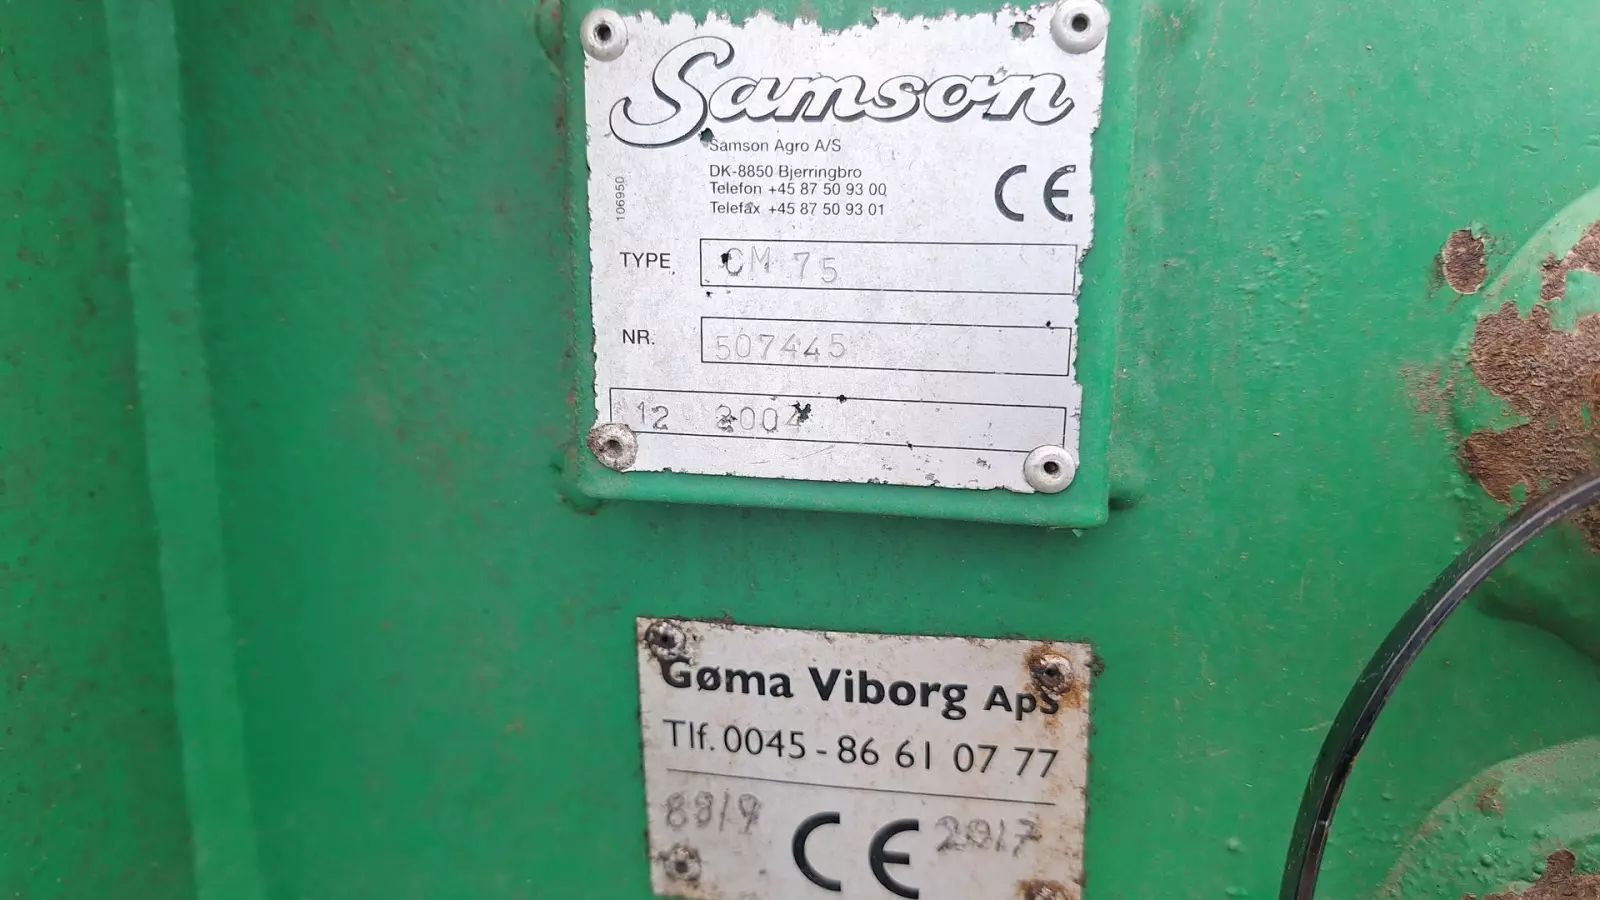 Samson
Samson Agro A/S
DK-8850 Bjerringbro
Telefon +45 87 50 93 00
Telefax +45 87 50 93 01
CE
106950
TYPE CM 75
NR. 507445
12 2004
Gøma Viborg ApS
Tlf. 0045 - 86 61 07 77
8819 CE 2017